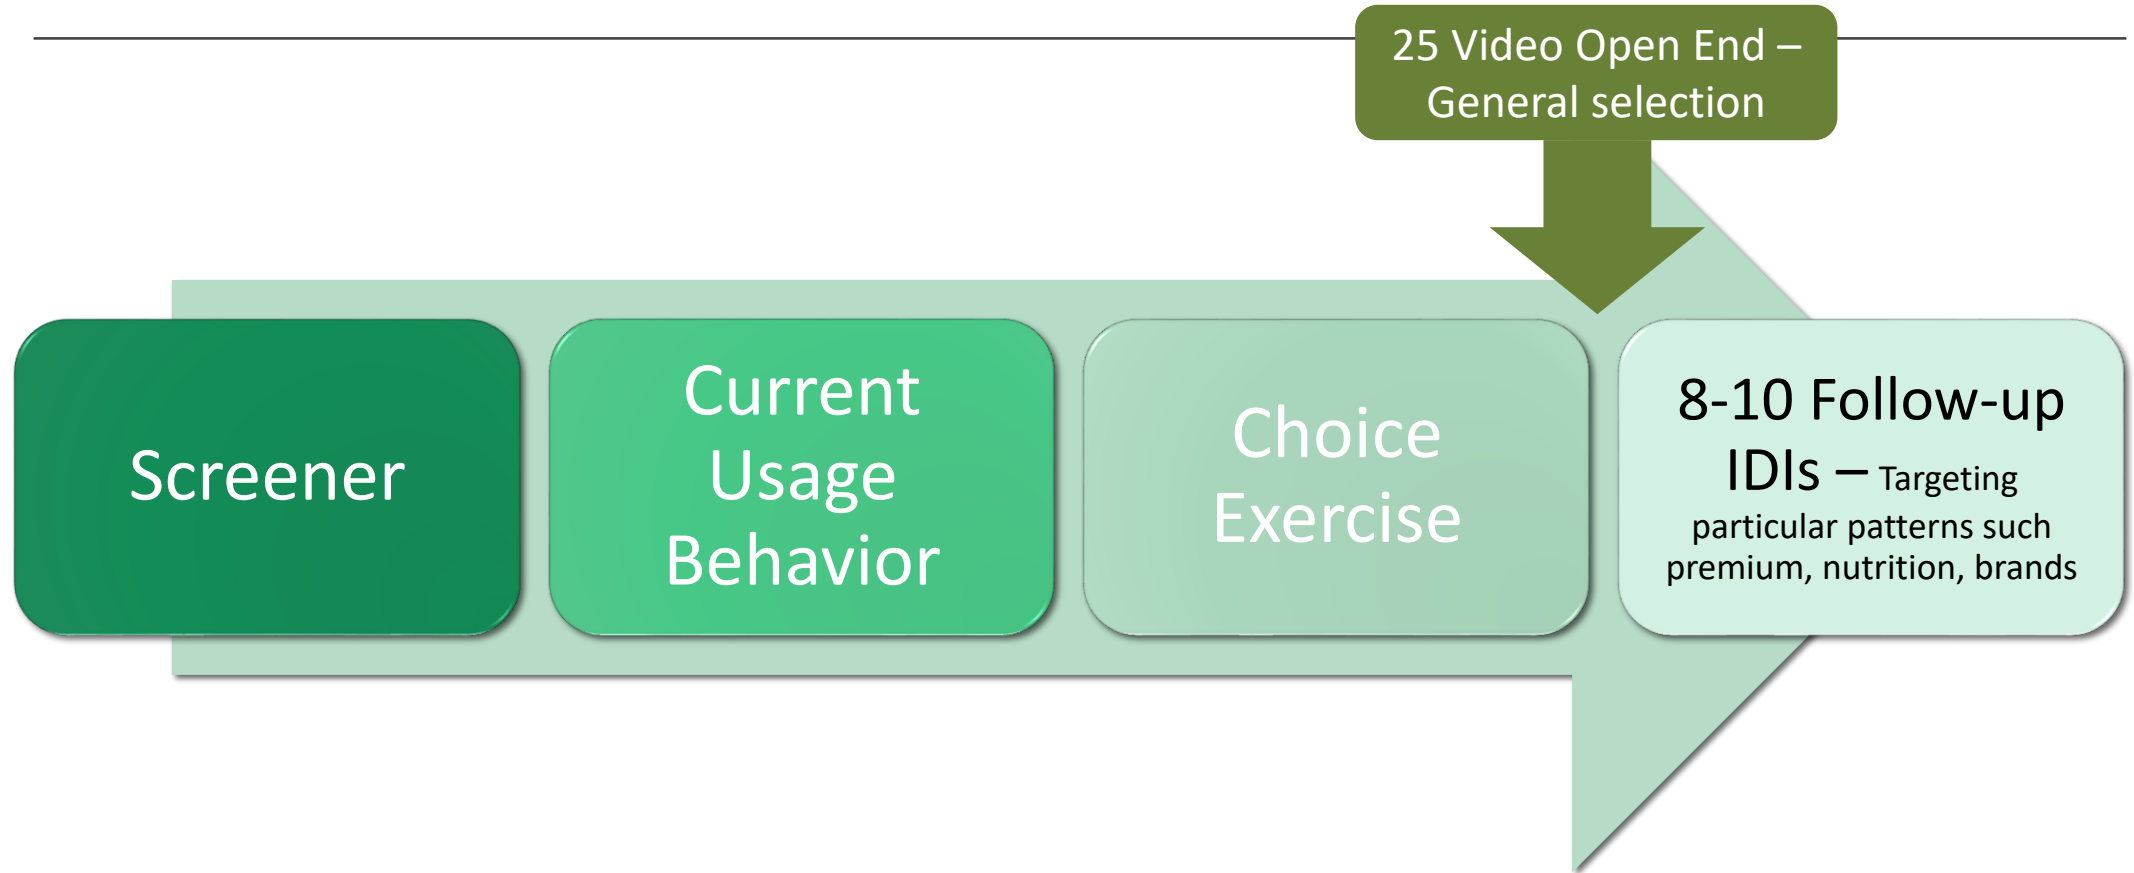 25 Video Open End –
General selection
Screener
Current
Usage
Behavior
Choice
Exercise
8-10 Follow-up
IDIs – Targeting
particular patterns such
premium, nutrition, brands